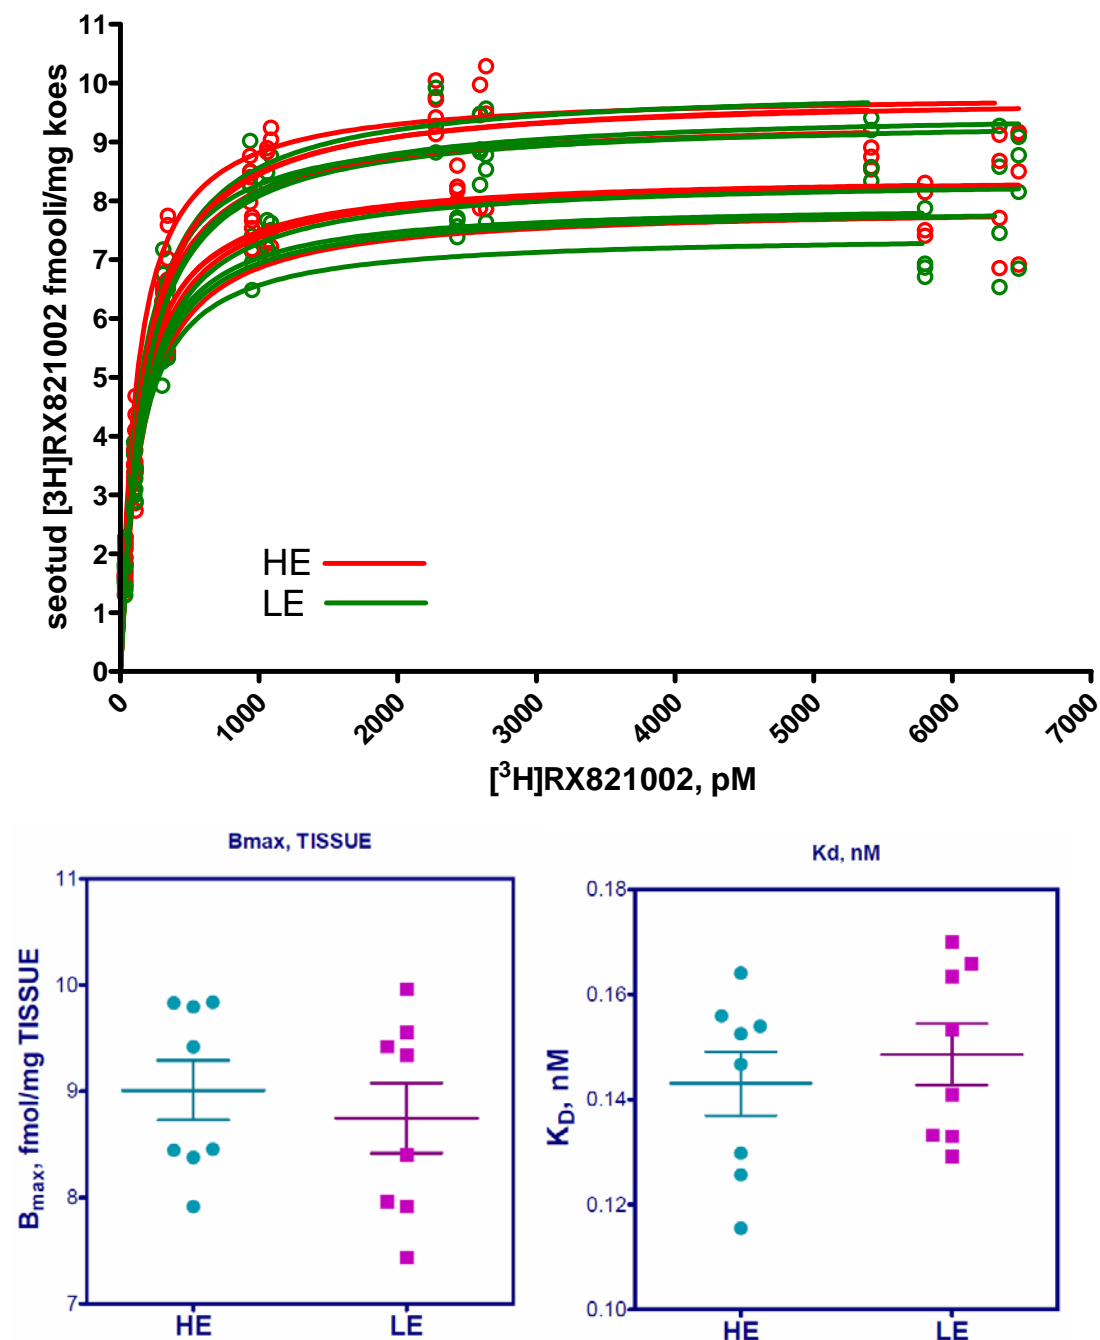 seotud [3H]RX821002 fmooli/mg koes
11
10
9
8
7
6
5
4
3
2
1
0
HE
LE
0
1000
2000
3000
4000
5000
6000
7000
[³H]RX821002, pM
Bmax, TISSUE
B_max, fmol/mg TISSUE
11
10
9
8
7
HE
LE
Kd, nM
K_D, nM
0.18
0.16
0.14
0.12
0.10
HE
LE